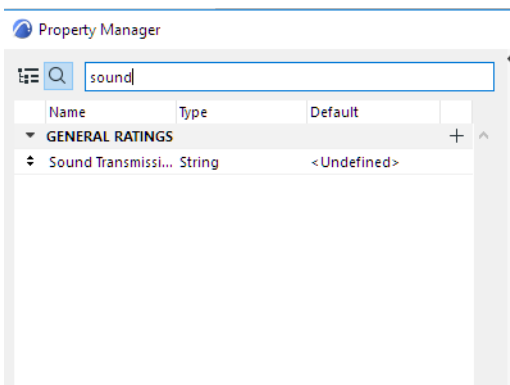 Property Manager
sound
Name Type Default
GENERAL RATINGS
Sound Transmissi... String <Undefined>